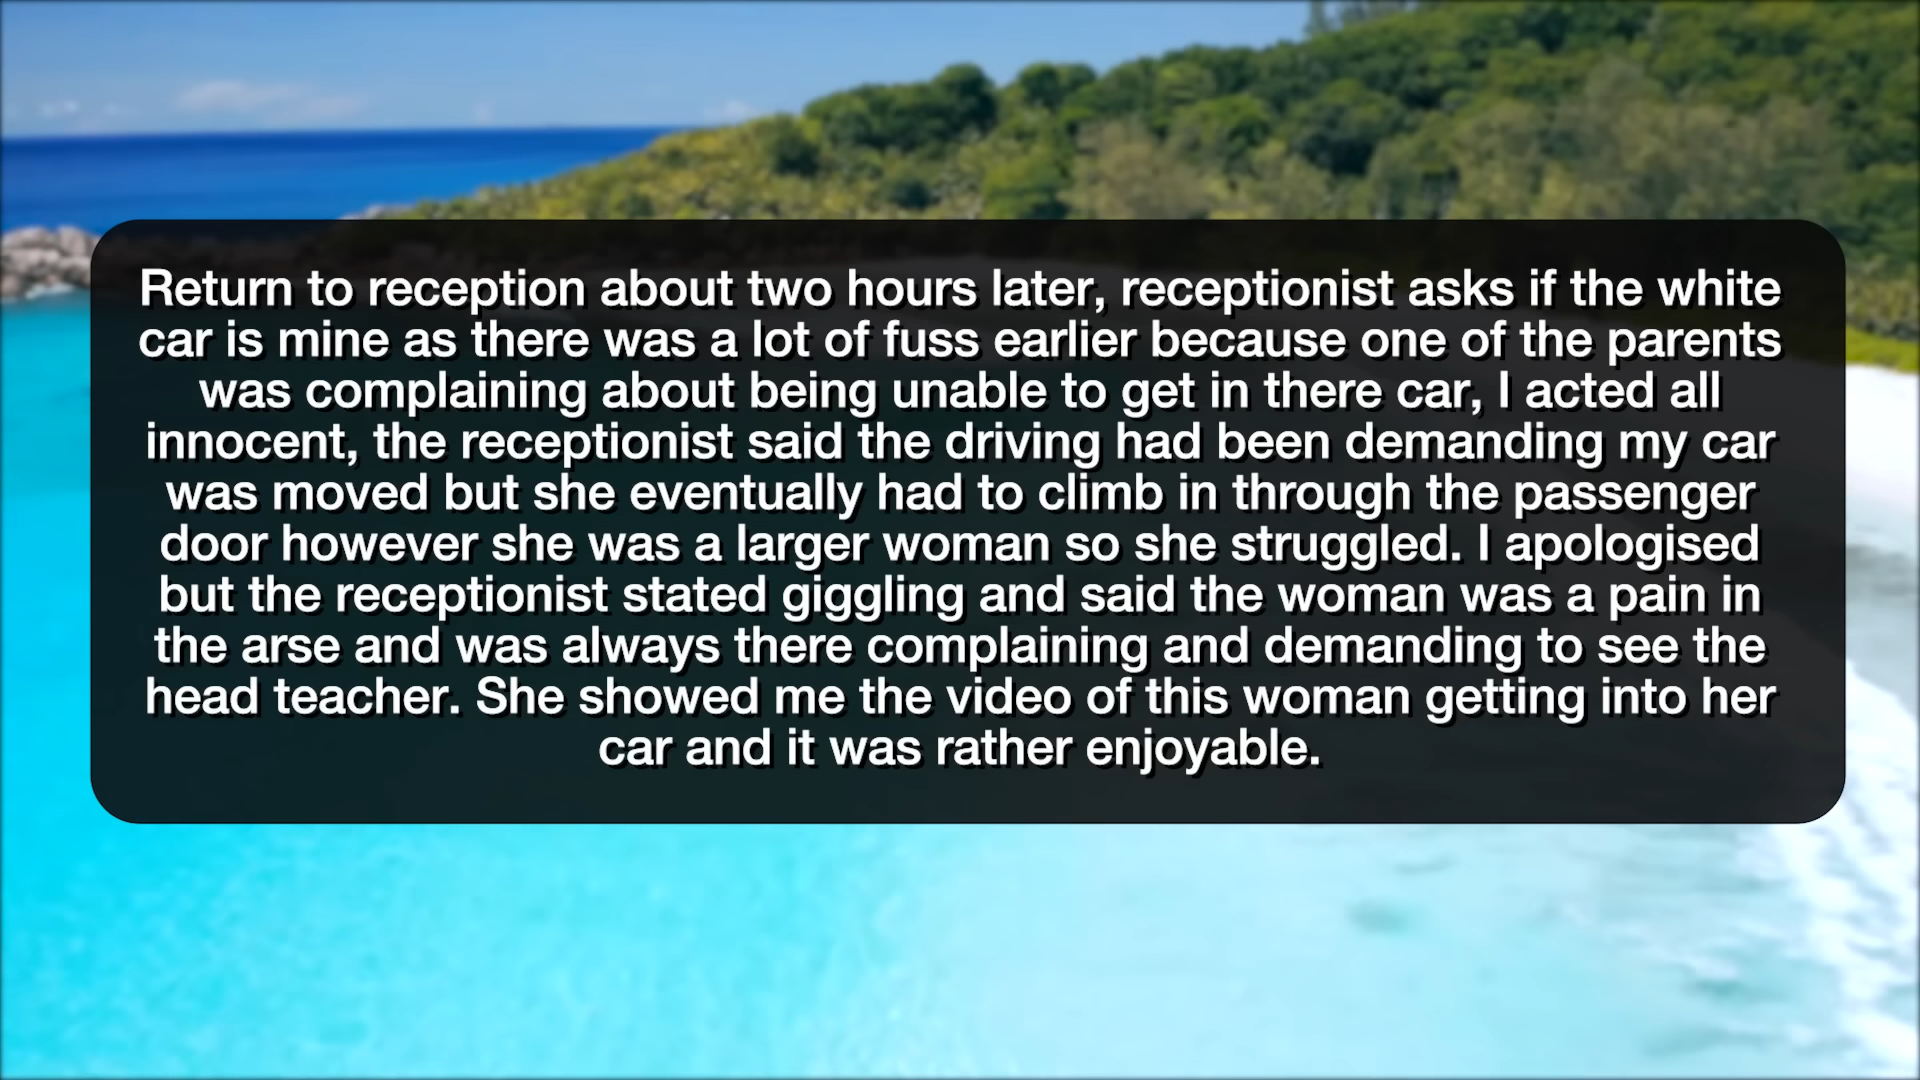 Return to reception about two hours later, receptionist asks if the white
car is mine as there was a lot of fuss earlier because one of the parents
was complaining about being unable to get in there car, I acted all
innocent, the receptionist said the driving had been demanding my car
was moved but she eventually had to climb in through the passenger
door however she was a larger woman so she struggled. I apologised
but the receptionist stated giggling and said the woman was a pain in
the arse and was always there complaining and demanding to see the
head teacher. She showed me the video of this woman getting into her
car and it was rather enjoyable.